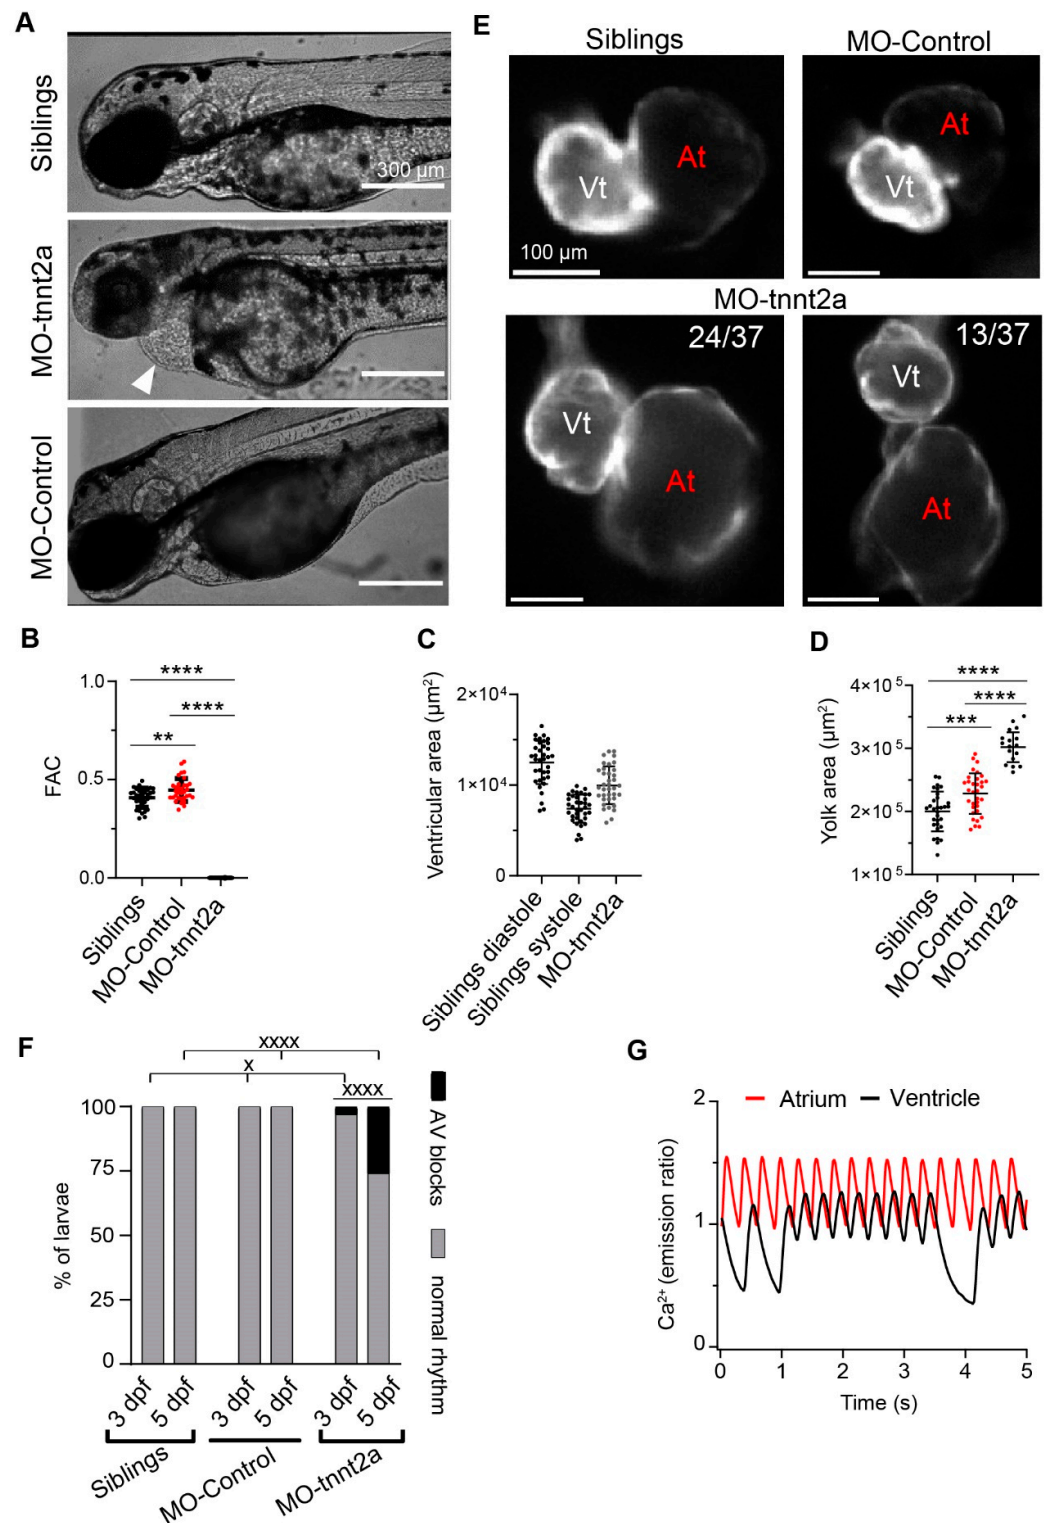 A
Siblings
300 µm
MO-tnnt2a
MO-Control
E
Siblings
MO-Control
Vt
At
100 µm
Vt
At
MO-tnnt2a
24/37
Vt
At
13/37
Vt
At
B
FAC
1.0
0.5
0.0
****
****
**
Siblings
MO-Control
MO-tnnt2a
C
Ventricular area (µm²)
2×10⁴
1×10⁴
0
Siblings diastole
Siblings systole
MO-tnnt2a
D
Yolk area (µm²)
4×10⁵
3×10⁵
2×10⁵
1×10⁵
****
****
***
Siblings
MO-Control
MO-tnnt2a
F
% of larvae
100
75
50
25
0
xxxx
x
xxxx
AV blocks
normal rhythm
3 dpf
5 dpf
3 dpf
5 dpf
3 dpf
5 dpf
Siblings
MO-Control
MO-tnnt2a
G
Atrium
Ventricle
Ca²⁺ (emission ratio)
2
1
0
0 1 2 3 4 5
Time (s)